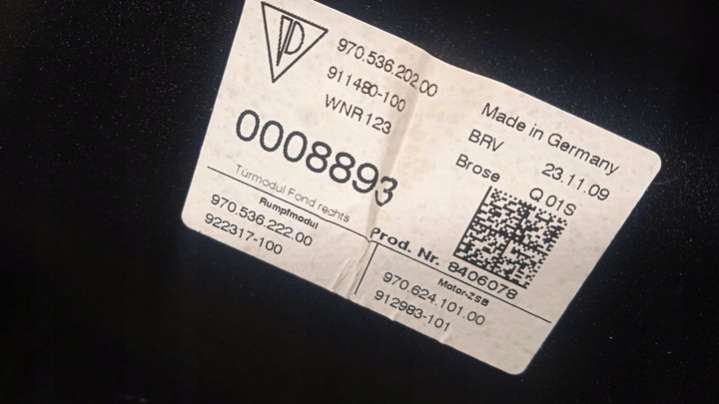 970.536.202.00
911480-100
WNR123
0008893
Made in Germany
BRV 23.11.09
Brose Q 01S
Türmodul Fond rechts
Prod. Nr. 8406078
Rumpfmodul
970.536.222.00
922317-100
Motor-ZSB
970.624.101.00
912983-101